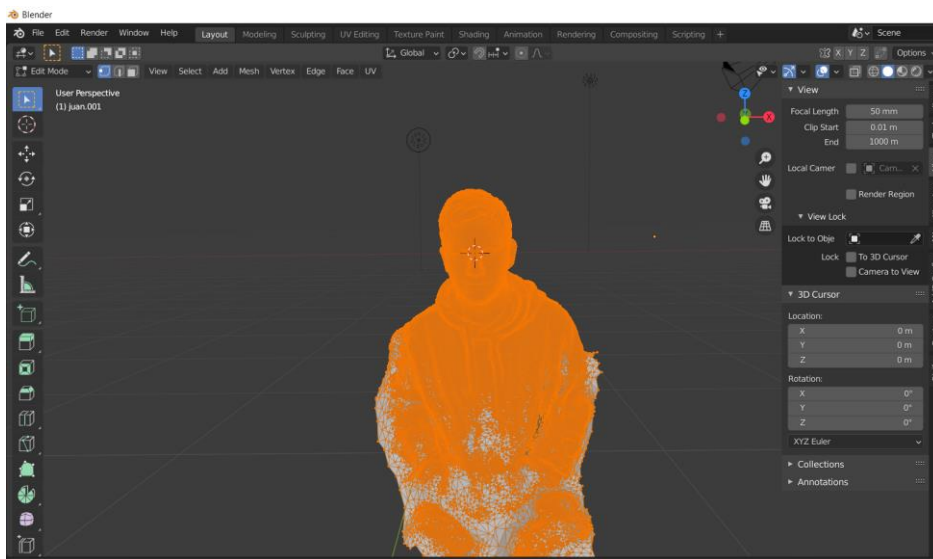 Blender
File Edit Render Window Help Layout Modeling Sculpting UV Editing Texture Paint Shading Animation Rendering Compositing Scripting + Scene
Global X Y Z Options
Edit Mode View Select Add Mesh Vertex Edge Face UV
User Perspective
(1) juan.001
Z
X
View
Focal Length 50 mm
Clip Start 0.01 m
End 1000 m
Local Camer Cam...
Render Region
View Lock
Lock to Obje
Lock To 3D Cursor
Camera to View
3D Cursor
Location:
X 0 m
Y 0 m
Z 0 m
Rotation:
X 0°
Y 0°
Z 0°
XYZ Euler
Collections
Annotations